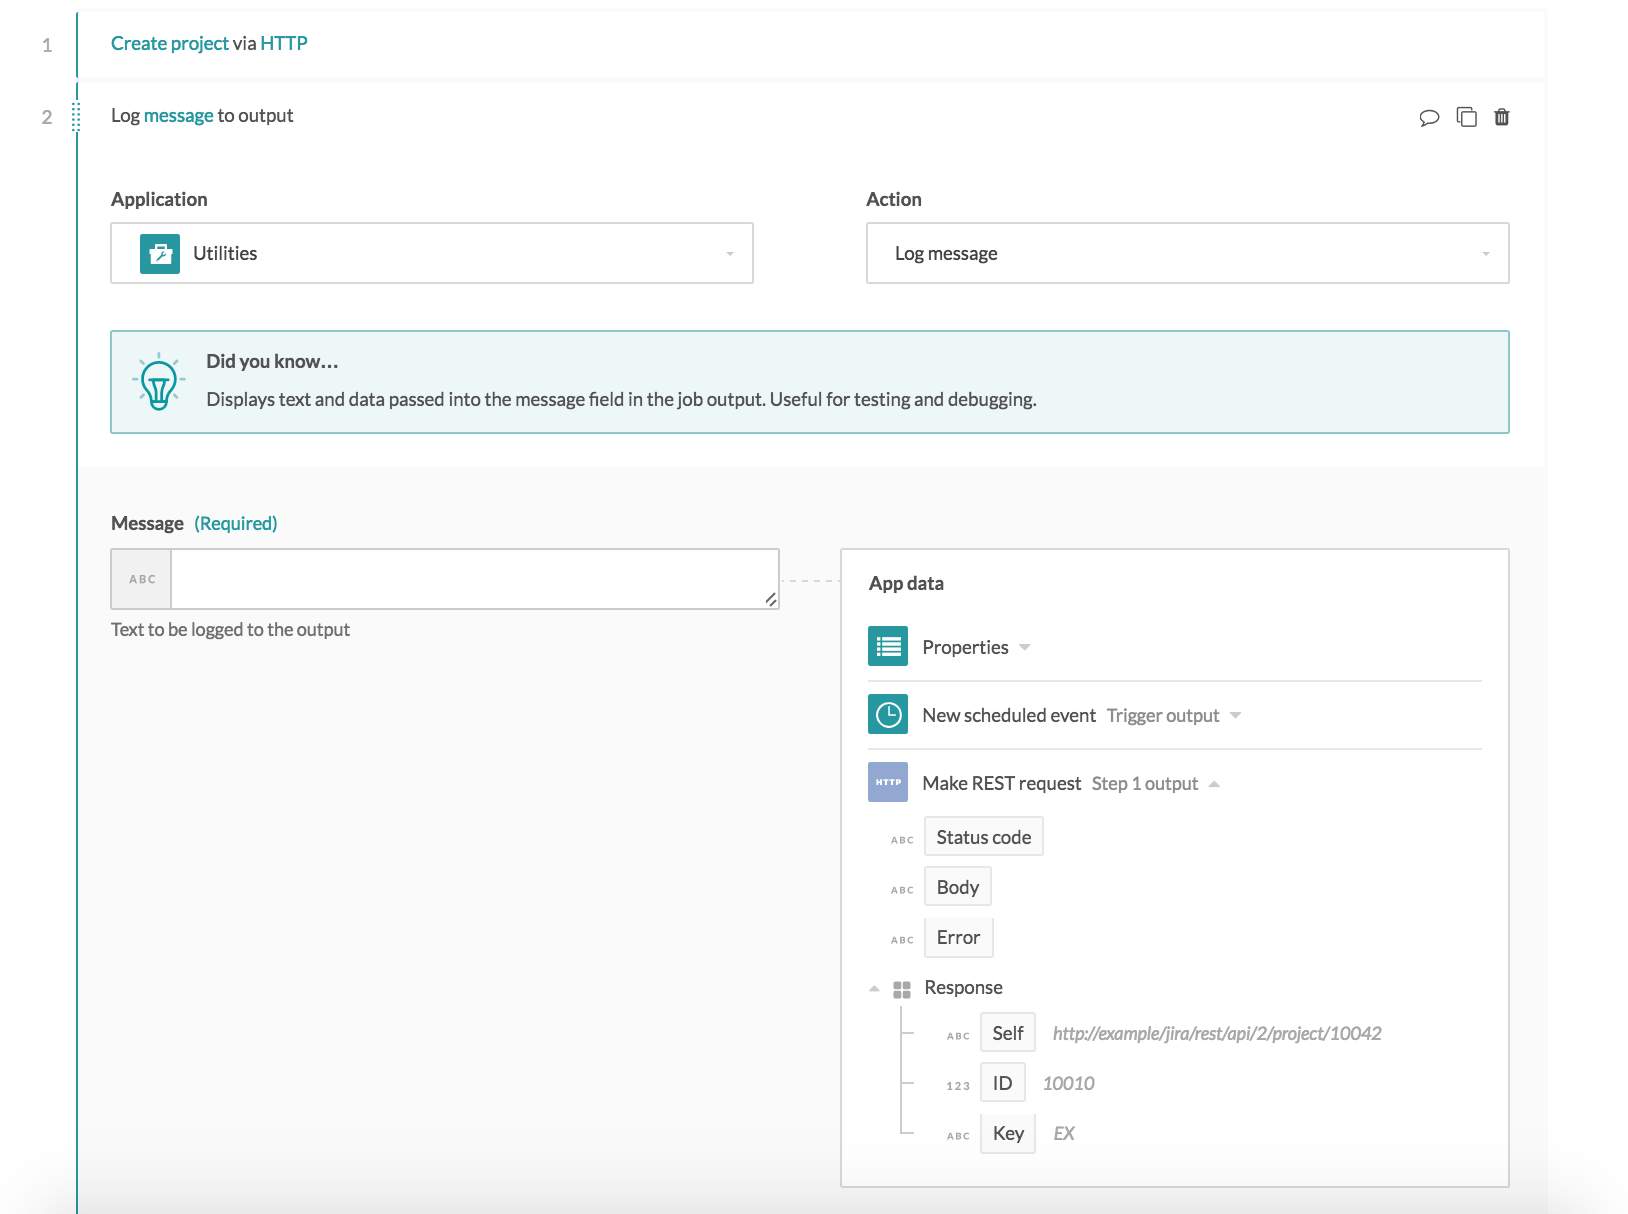 1
Create project via HTTP
2
Log message to output
Application
Action
Utilities
Log message
Did you know...
Displays text and data passed into the message field in the job output. Useful for testing and debugging.
Message (Required)
ABC
Text to be logged to the output
App data
Properties
New scheduled event Trigger output
HTTP Make REST request Step 1 output
ABC Status code
ABC Body
ABC Error
Response
ABC Self http://example/jira/rest/api/2/project/10042
123 ID 10010
ABC Key EX